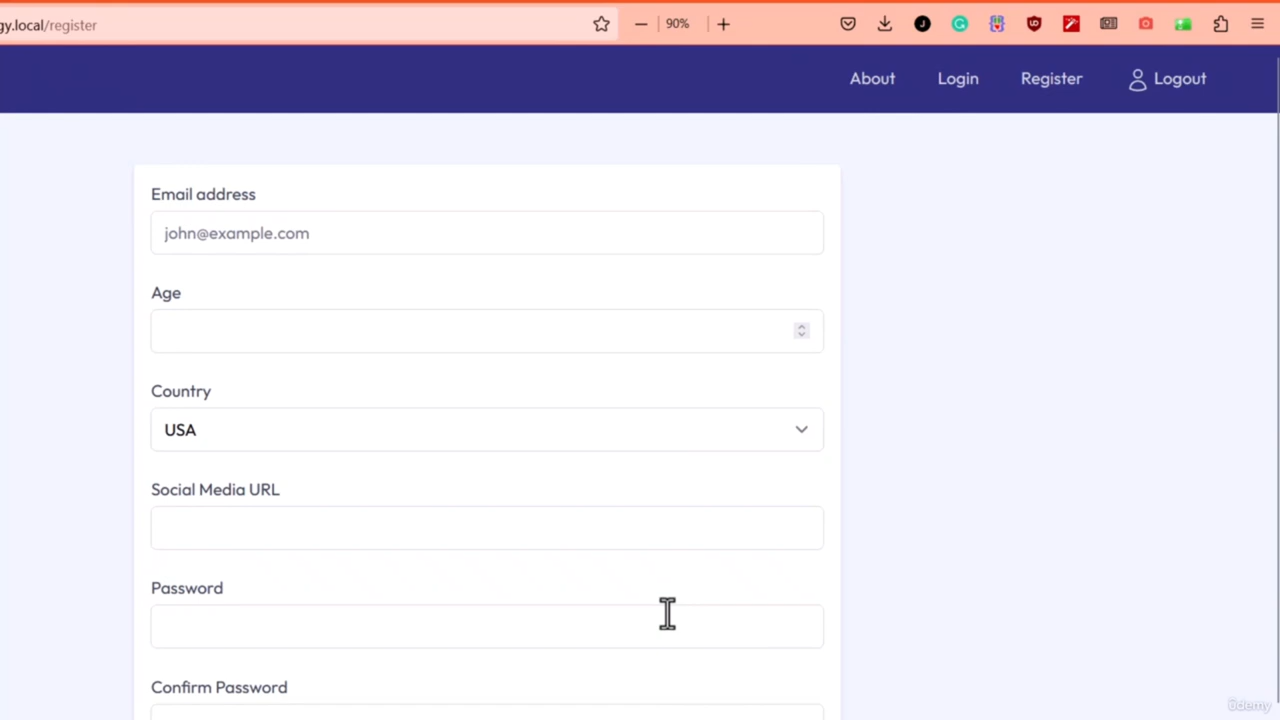 gy.local/register
90%
About Login Register Logout
Email address
john@example.com
Age
Country
USA
Social Media URL
Password
Confirm Password
ûdemy